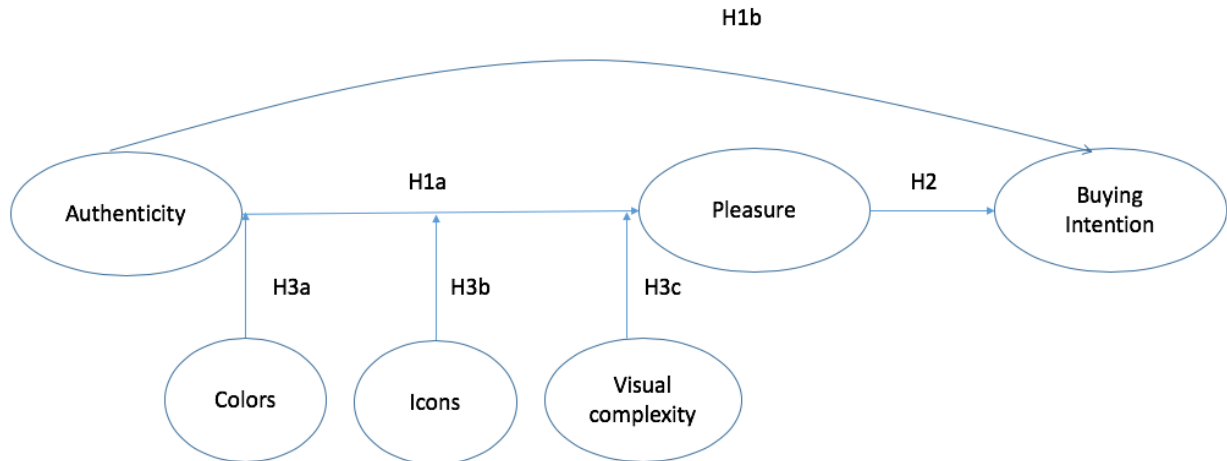 H1b
H1a
H2
Authenticity
Pleasure
Buying
Intention
H3a
H3b
H3c
Colors
Icons
Visual
complexity